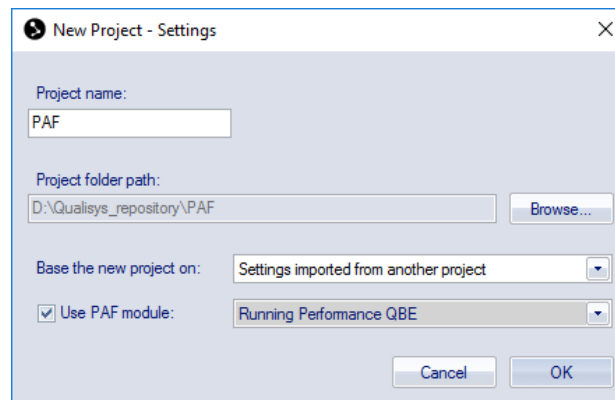 New Project - Settings
Project name:
PAF
Project folder path:
D:\Qualisys_repository\PAF
Browse...
Base the new project on:
Settings imported from another project
Use PAF module:
Running Performance QBE
Cancel
OK